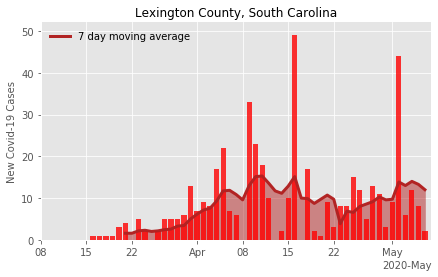 Lexington County, South Carolina
7 day moving average
New Covid-19 Cases
50
40
30
20
10
0
08 15 22 Apr 08 15 22 May
2020-May